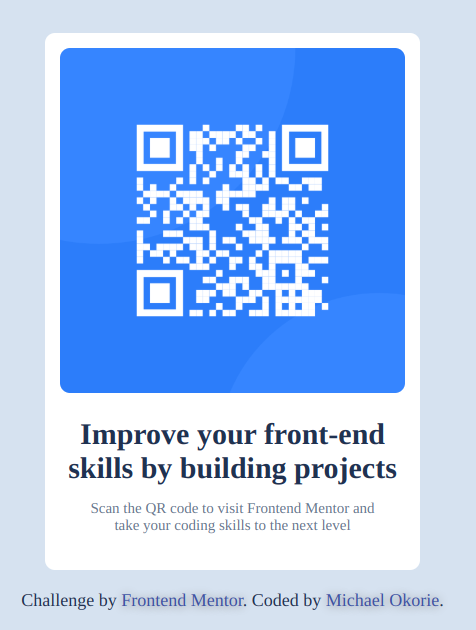 Improve your front-end
skills by building projects
Scan the QR code to visit Frontend Mentor and
take your coding skills to the next level
Challenge by Frontend Mentor. Coded by Michael Okorie.